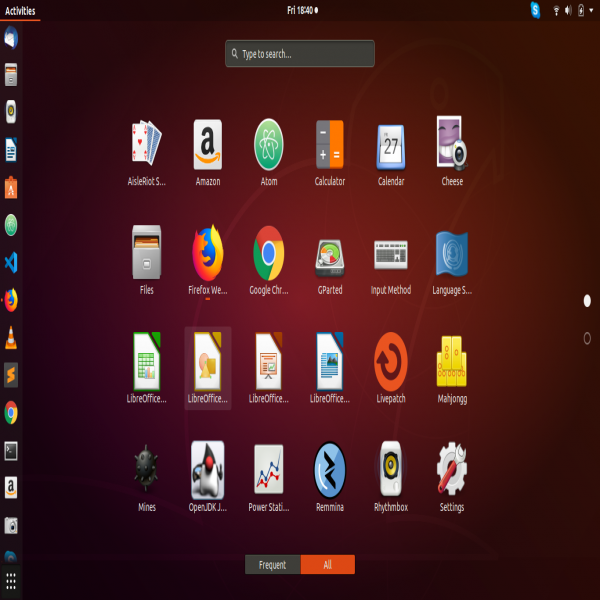 Activities
Fri 18:40
Type to search...
AisleRiot S...
Amazon
Atom
Calculator
Calendar
Cheese
27
Files
Firefox We...
Google Chr...
GParted
Input Method
Language S...
LibreOffice...
LibreOffice...
LibreOffice...
LibreOffice...
Livepatch
Mahjongg
Mines
OpenJDK J...
Power Stati...
Remmina
Rhythmbox
Settings
Frequent
All